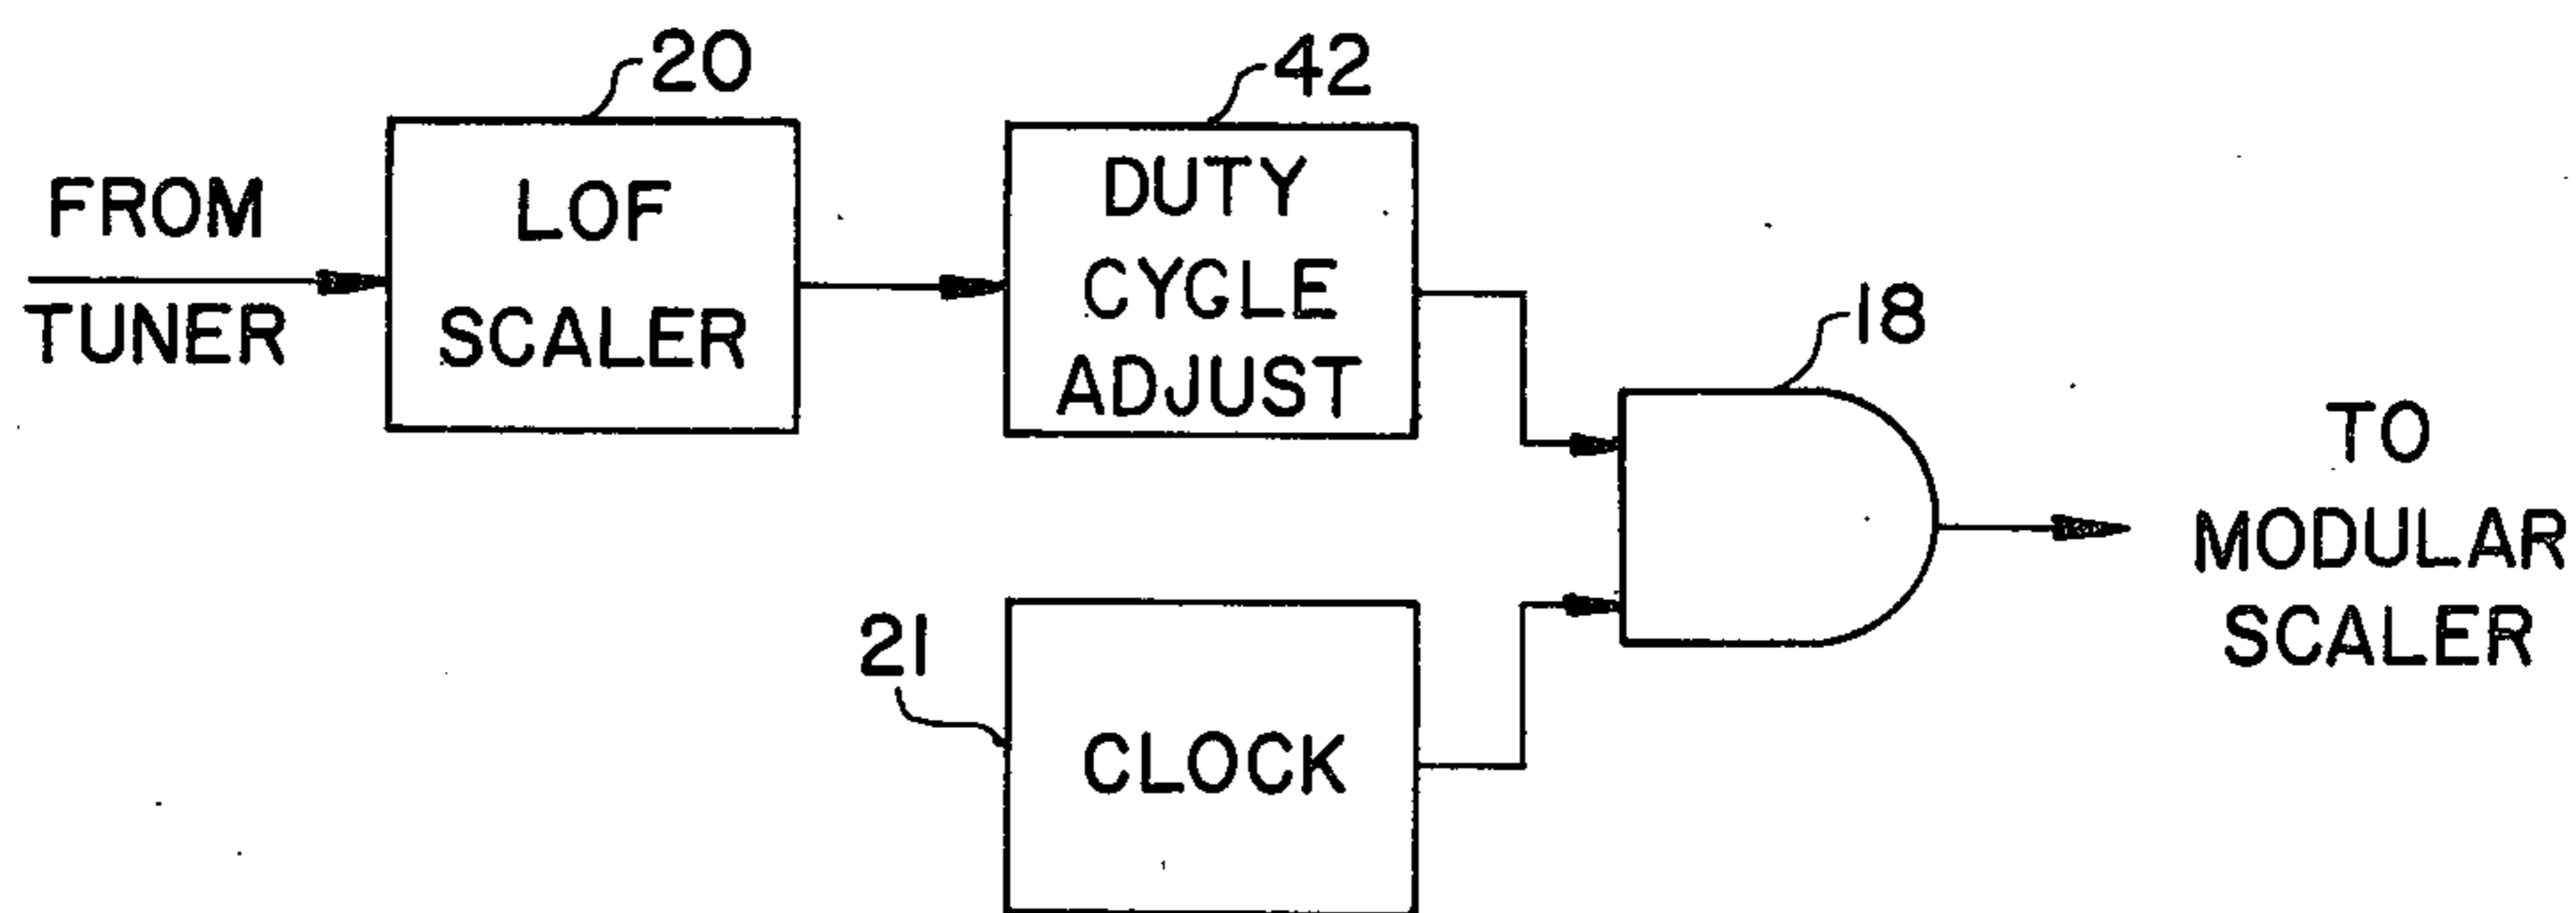 FROM
TUNER
20
LOF
SCALER
42
DUTY
CYCLE
ADJUST
18
21
CLOCK
TO
MODULAR
SCALER